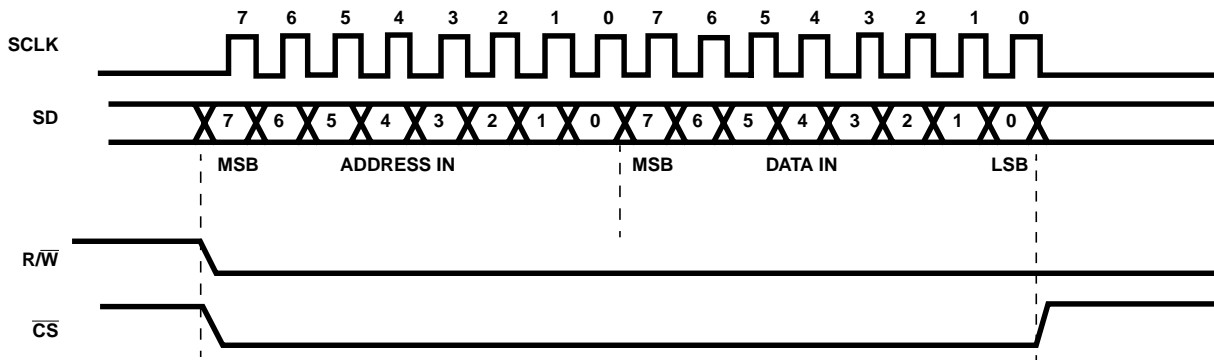 7 6 5 4 3 2 1 0 7 6 5 4 3 2 1 0
SCLK
SD
7 6 5 4 3 2 1 0 7 6 5 4 3 2 1 0
MSB ADDRESS IN MSB DATA IN LSB
R/W̅
C̅S̅